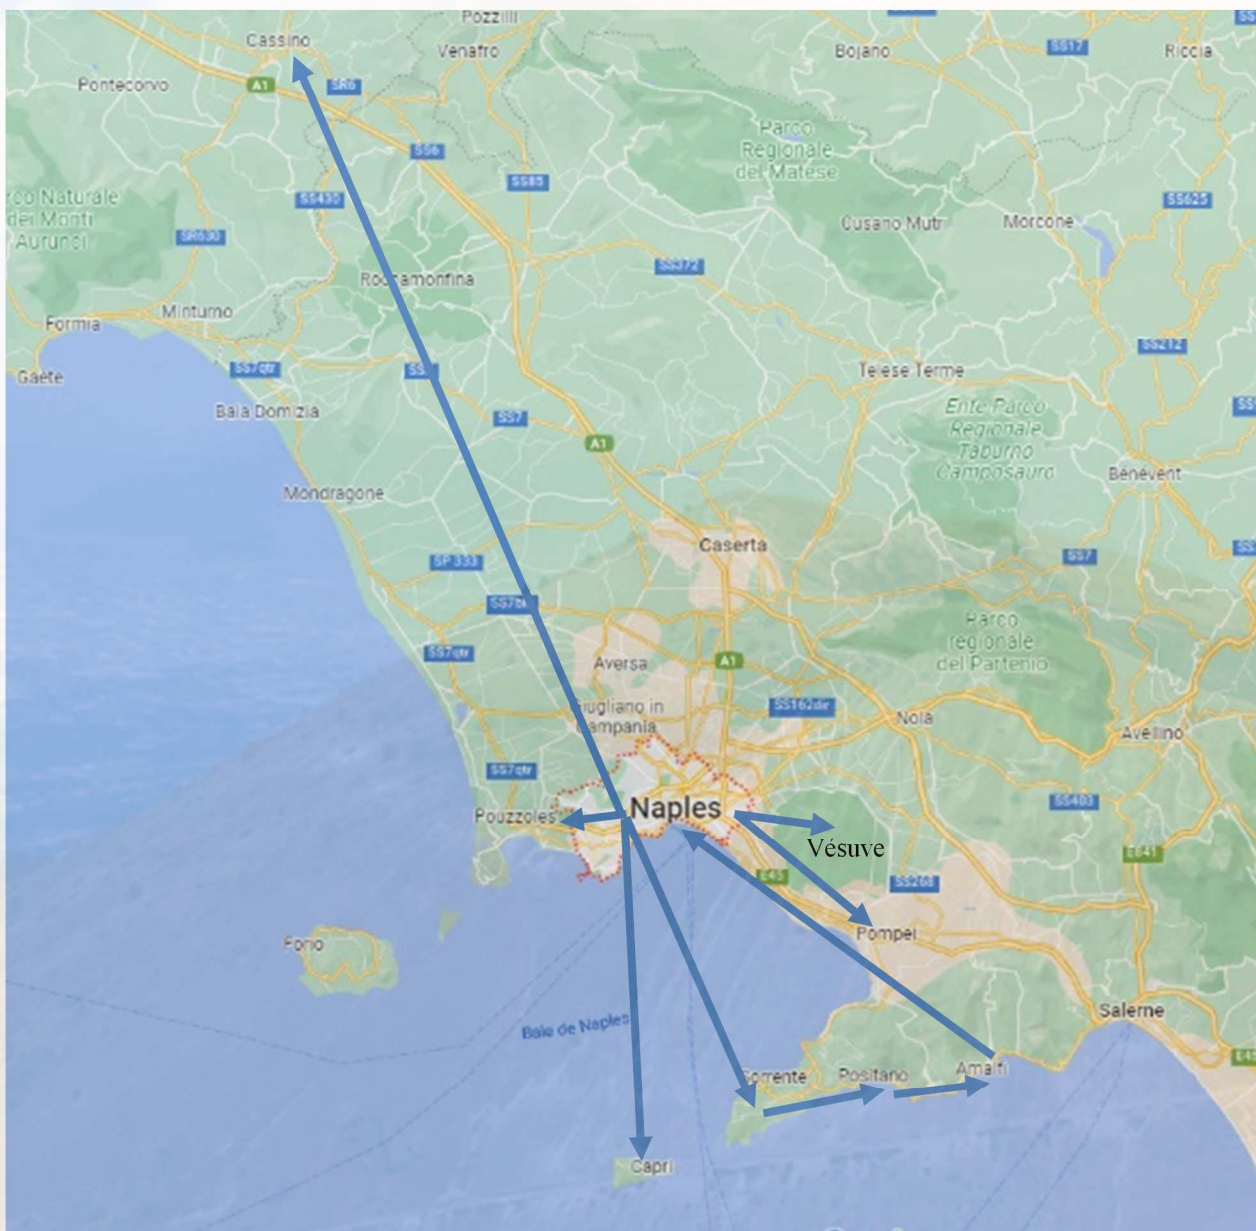 Pozzilli
Cassino
Venafro
SS17
Bojano
Riccia
Pontecorvo
A1
SR6
Parco
Regionale
del Matese
SS6
SS85
rco Naturale
dei Monti
Aurunci
SS430
SS625
SR630
Cusano Mutri
Morcone
SS372
Roccamonfina
Minturno
Formia
SS212
SS7qtr
Telese Terme
Gaète
Baia Domizia
SS7
Ente Parco
Regionale
Taburno
Camposauro
A1
Bénévent
Mondragone
Caserta
SP 333
SS7
Parco
regionale
del Partenio
SS7qtr
Aversa
A1
Giugliano in
Campania
SS162dir
Nola
Avellino
SS7qtr
SS403
Pouzzoles
Naples
Vésuve
E841
E45
SS268
Pompei
Forio
Salerne
Baie de Naples
Sorrente
Positano
Amalfi
E45
Capri